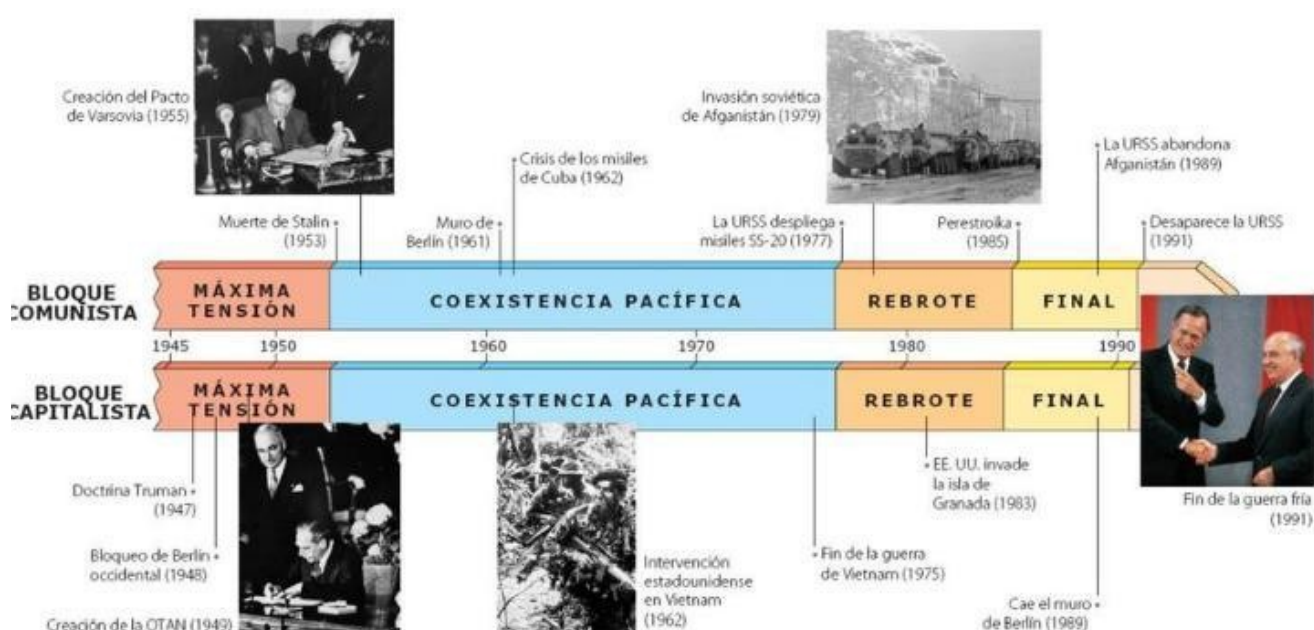 Creación del Pacto
de Varsovia (1955)
Invasión soviética
de Afganistán (1979)
Crisis de los misiles
de Cuba (1962)
La URSS abandona
Afganistán (1989)
Muerte de Stalin
(1953)
Muro de
Berlín (1961)
La URSS despliega
misiles SS-20 (1977)
Perestroika
(1985)
Desaparece la URSS
(1991)
BLOQUE
COMUNISTA
MÁXIMA
TENSIÓN
COEXISTENCIA PACÍFICA
REBROTE
FINAL
1945
1950
1960
1970
1980
1990
BLOQUE
CAPITALISTA
MÁXIMA
TENSIÓN
COEXISTENCIA PACÍFICA
REBROTE
FINAL
Doctrina Truman
(1947)
Bloqueo de Berlín
occidental (1948)
Creación de la OTAN (1949)
Intervención
estadounidense
en Vietnam
(1962)
Fin de la guerra
de Vietnam (1975)
EE. UU. invade
la isla de
Granada (1983)
Cae el muro
de Berlín (1989)
Fin de la guerra fría
(1991)